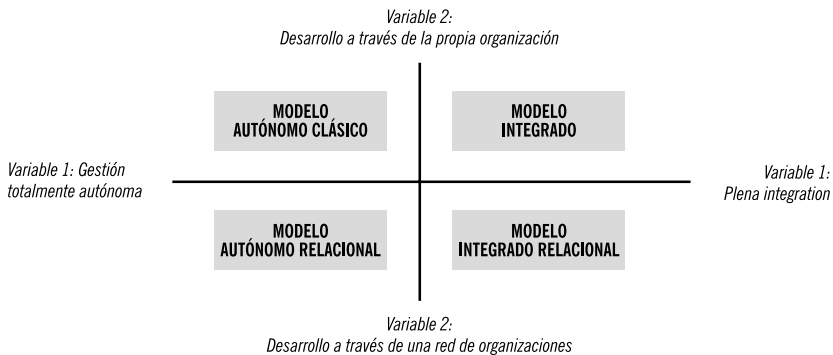 Variable 2:
Desarrollo a través de la propia organización
MODELO
AUTÓNOMO CLÁSICO
MODELO
INTEGRADO
Variable 1: Gestión
totalmente autónoma
Variable 1:
Plena integration
MODELO
AUTÓNOMO RELACIONAL
MODELO
INTEGRADO RELACIONAL
Variable 2:
Desarrollo a través de una red de organizaciones